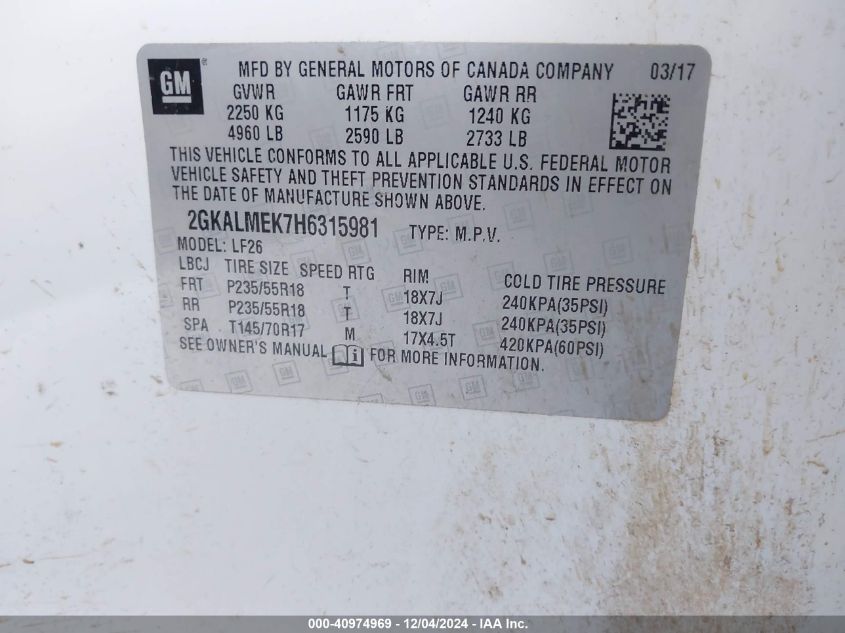 GM
MFD BY GENERAL MOTORS OF CANADA COMPANY 03/17
GVWR GAWR FRT GAWR RR
2250 KG 1175 KG 1240 KG
4960 LB 2590 LB 2733 LB
THIS VEHICLE CONFORMS TO ALL APPLICABLE U.S. FEDERAL MOTOR
VEHICLE SAFETY AND THEFT PREVENTION STANDARDS IN EFFECT ON
THE DATE OF MANUFACTURE SHOWN ABOVE.
2GKALMEK7H6315981 TYPE: M.P.V.
MODEL: LF26
LBCJ TIRE SIZE SPEED RTG RIM COLD TIRE PRESSURE
FRT P235/55R18 T 18X7J 240KPA(35PSI)
RR P235/55R18 T 18X7J 240KPA(35PSI)
SPA T145/70R17 M 17X4.5T 420KPA(60PSI)
SEE OWNER'S MANUAL i FOR MORE INFORMATION.
000-40974969 - 12/04/2024 - IAA Inc.